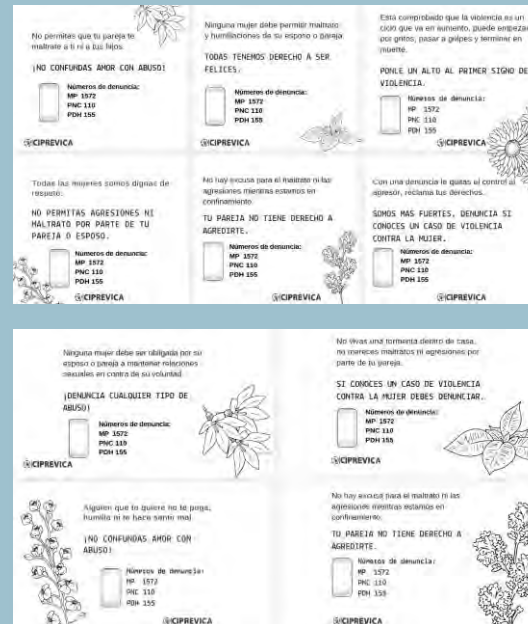 No permitas que tu pareja te
maltrate a ti ni a tus hijos.
¡NO CONFUNDAS AMOR CON ABUSO!
Números de denuncia:
MP 1572
PNC 110
PDH 155
CIPREVICA
Ninguna mujer debe permitir maltrato
y humillaciones de su esposo o pareja.
TODAS TENEMOS DERECHO A SER
FELICES.
Números de denuncia:
MP 1572
PNC 110
PDH 155
CIPREVICA
Está comprobado que la violencia es un
ciclo que va en aumento, puede empezar
por gritos, pasar a golpes y terminar en
muerte.
PONLE UN ALTO AL PRIMER SIGNO DE
VIOLENCIA.
Números de denuncia:
MP 1572
PNC 110
PDH 155
CIPREVICA
Todas las mujeres somos dignas de
respeto.
NO PERMITAS AGRESIONES NI
MALTRATO POR PARTE DE TU
PAREJA O ESPOSO.
Números de denuncia:
MP 1572
PNC 110
PDH 155
CIPREVICA
No hay excusa para el maltrato ni las
agresiones mientras estamos en
confinamiento.
TU PAREJA NO TIENE DERECHO A
AGREDIRTE.
Números de denuncia:
MP 1572
PNC 110
PDH 155
CIPREVICA
Con una denuncia le quitas el control al
agresor, reclama tus derechos.
SOMOS MAS FUERTES, DENUNCIA SI
CONOCES UN CASO DE VIOLENCIA
CONTRA LA MUJER.
Números de denuncia:
MP 1572
PNC 110
PDH 155
CIPREVICA
Ninguna mujer debe ser obligada por su
esposo o pareja a mantener relaciones
sexuales en contra de su voluntad.
¡DENUNCIA CUALQUIER TIPO DE
ABUSO!
Números de denuncia:
MP 1572
PNC 110
PDH 155
CIPREVICA
No vivas una tormenta dentro de casa,
no mereces maltratos ni agresiones por
parte de tu pareja.
SI CONOCES UN CASO DE VIOLENCIA
CONTRA LA MUJER DEBES DENUNCIAR.
Números de denuncia:
MP 1572
PNC 110
PDH 155
CIPREVICA
Alguien que te quiere no te pega,
humilla ni te hace sentir mal.
¡NO CONFUNDAS AMOR CON
ABUSO!
Números de denuncia:
MP 1572
PNC 110
PDH 155
CIPREVICA
No hay excusa para el maltrato ni las
agresiones mientras estamos en
confinamiento.
TU PAREJA NO TIENE DERECHO A
AGREDIRTE.
Números de denuncia:
MP 1572
PNC 110
PDH 155
CIPREVICA